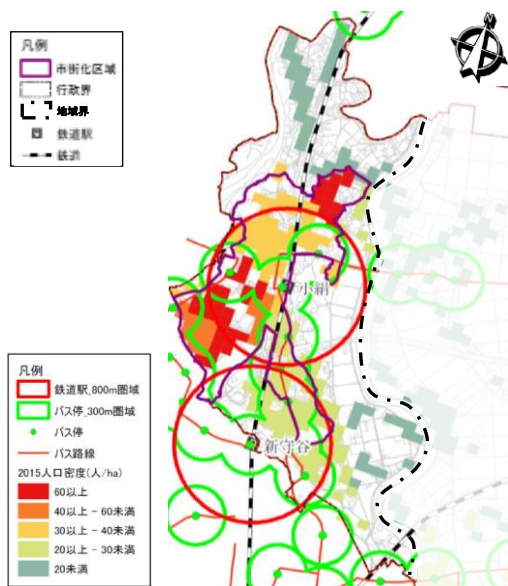 凡例
市街化区域
行政界
地域界
鉄道駅
鉄道
小絹
新守谷
凡例
鉄道駅_800m圏域
バス停_300m圏域
バス停
バス路線
2015人口密度(人/ha)
60以上
40以上 - 60未満
30以上 - 40未満
20以上 - 30未満
20未満